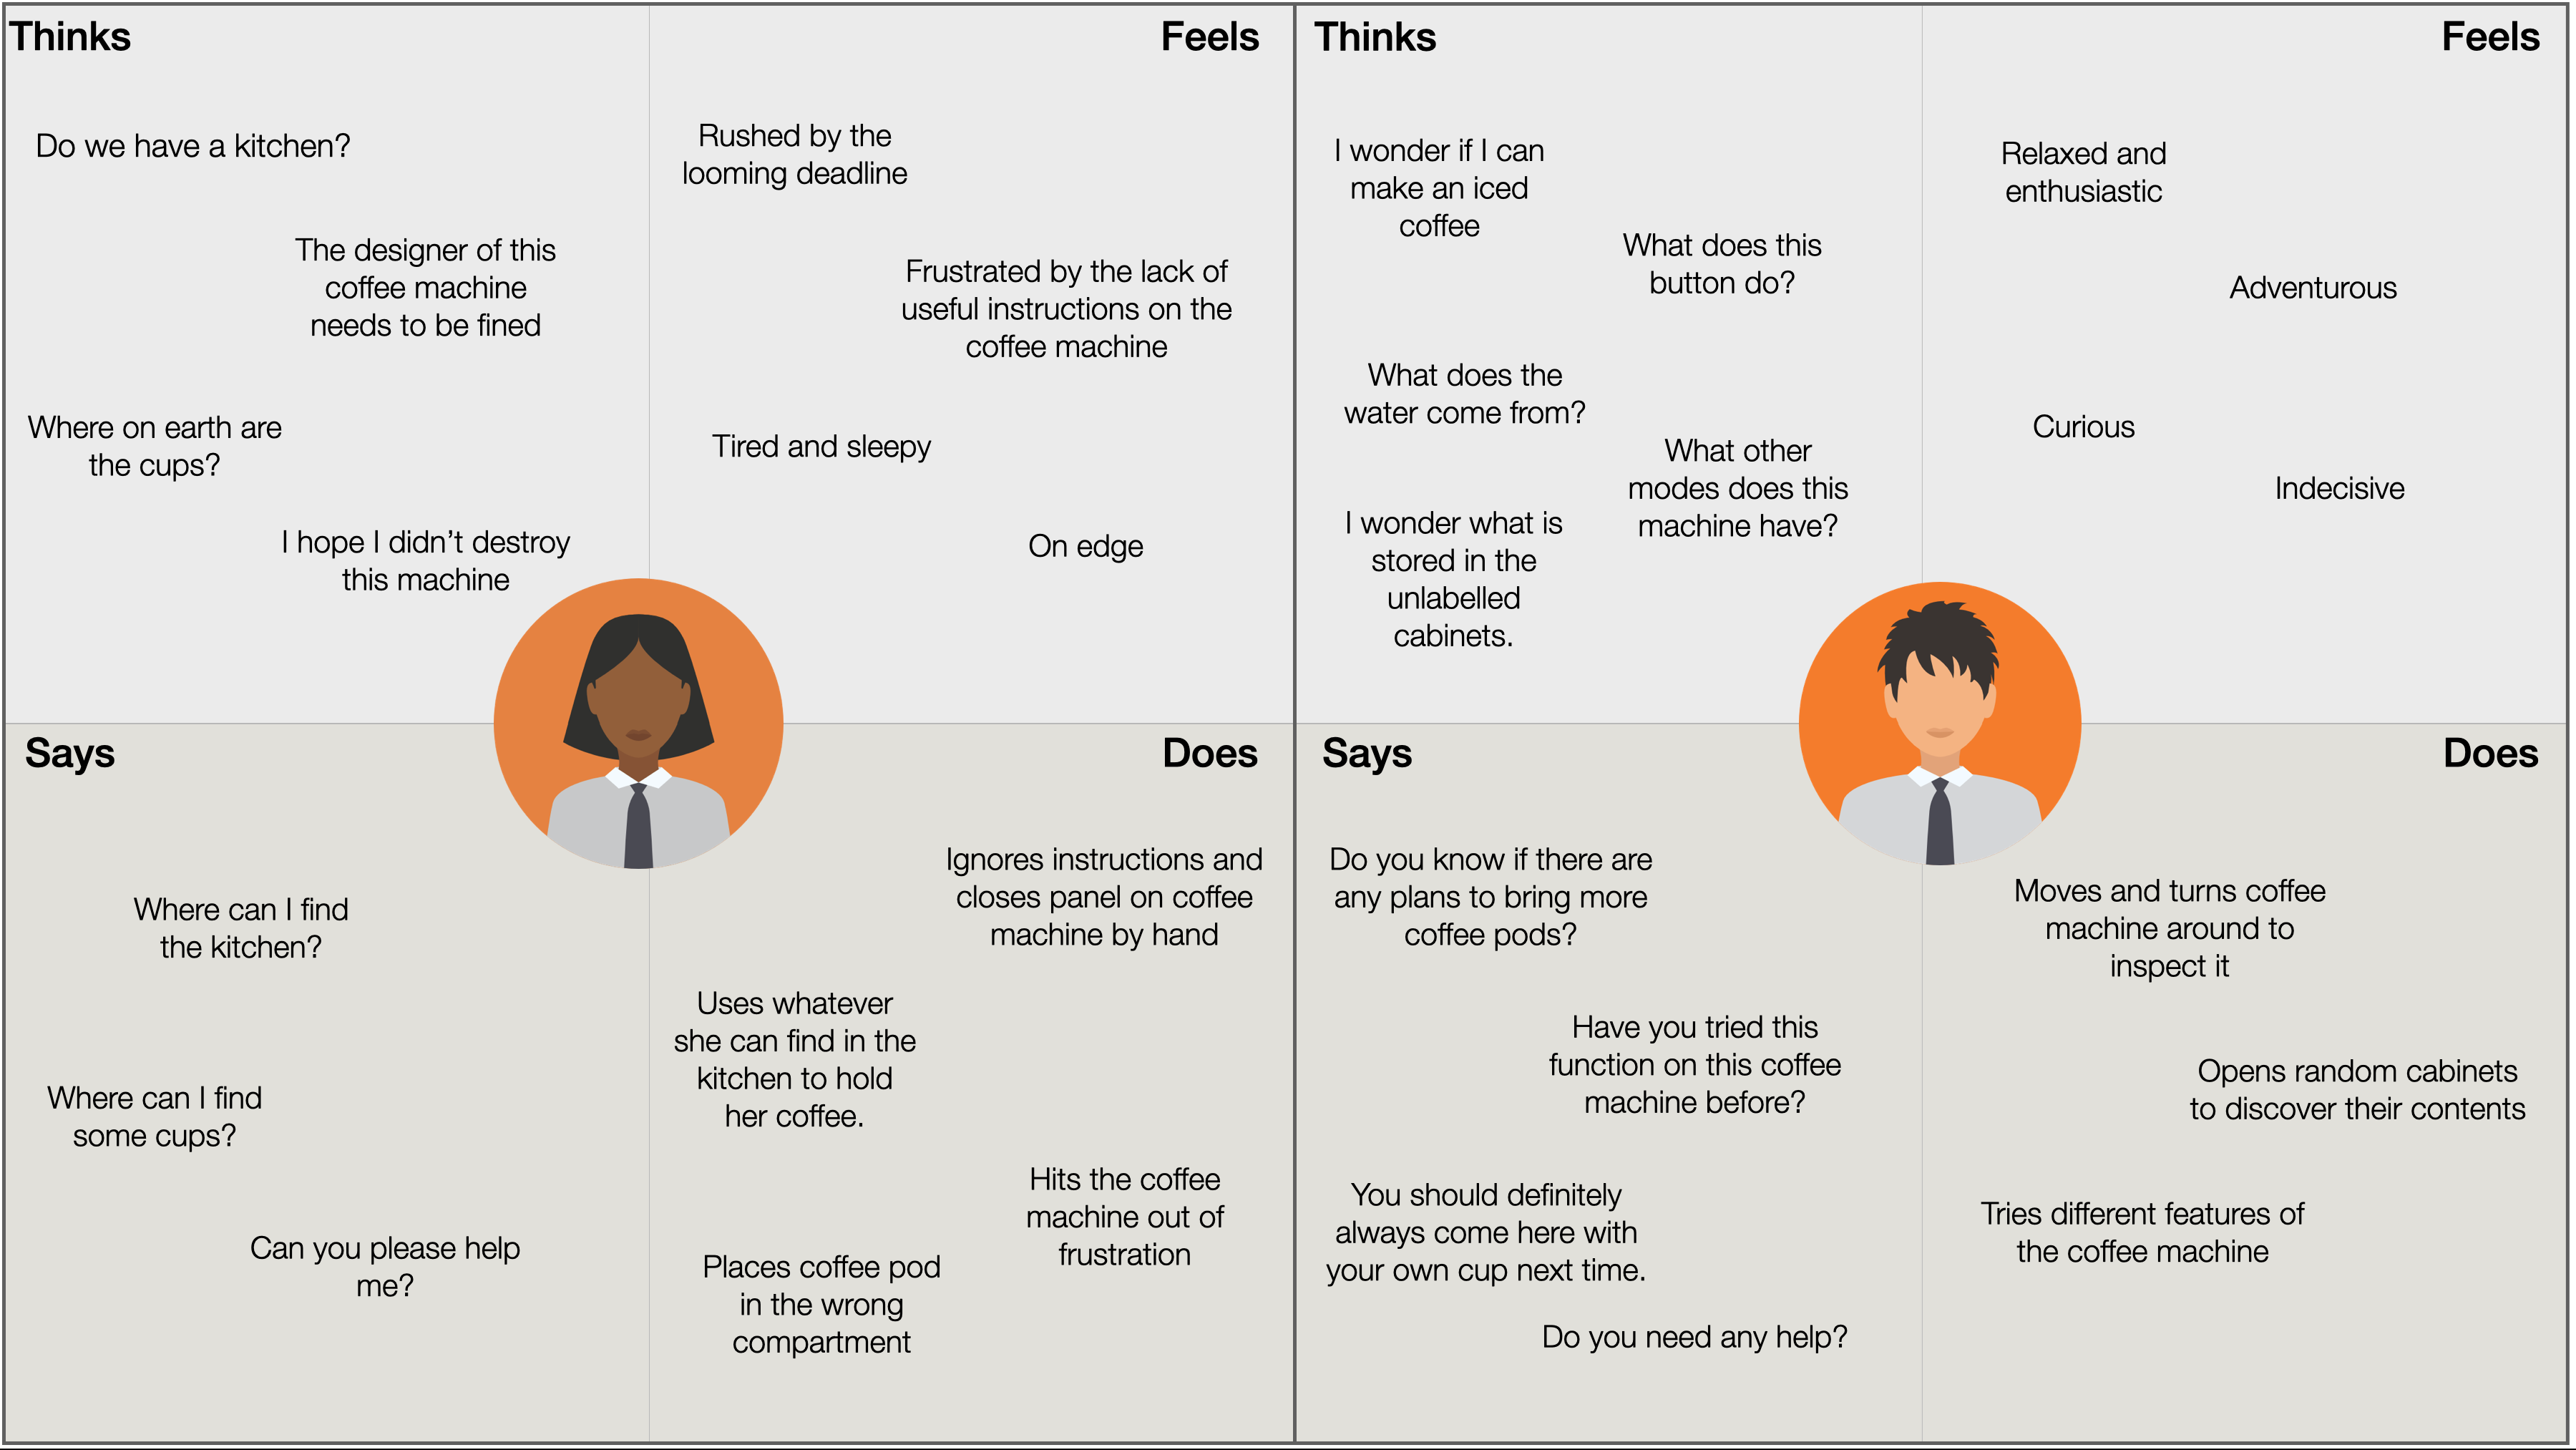 Thinks
Do we have a kitchen?
The designer of this
coffee machine
needs to be fined
Where on earth are
the cups?
I hope I didn’t destroy
this machine
Feels
Rushed by the
looming deadline
Frustrated by the lack of
useful instructions on the
coffee machine
Tired and sleepy
On edge
Says
Where can I find
the kitchen?
Where can I find
some cups?
Can you please help
me?
Does
Ignores instructions and
closes panel on coffee
machine by hand
Uses whatever
she can find in the
kitchen to hold
her coffee.
Hits the coffee
machine out of
frustration
Places coffee pod
in the wrong
compartment
Thinks
I wonder if I can
make an iced
coffee
What does this
button do?
What does the
water come from?
What other
modes does this
machine have?
I wonder what is
stored in the
unlabelled
cabinets.
Feels
Relaxed and
enthusiastic
Adventurous
Curious
Indecisive
Says
Do you know if there are
any plans to bring more
coffee pods?
Have you tried this
function on this coffee
machine before?
You should definitely
always come here with
your own cup next time.
Do you need any help?
Does
Moves and turns coffee
machine around to
inspect it
Opens random cabinets
to discover their contents
Tries different features of
the coffee machine